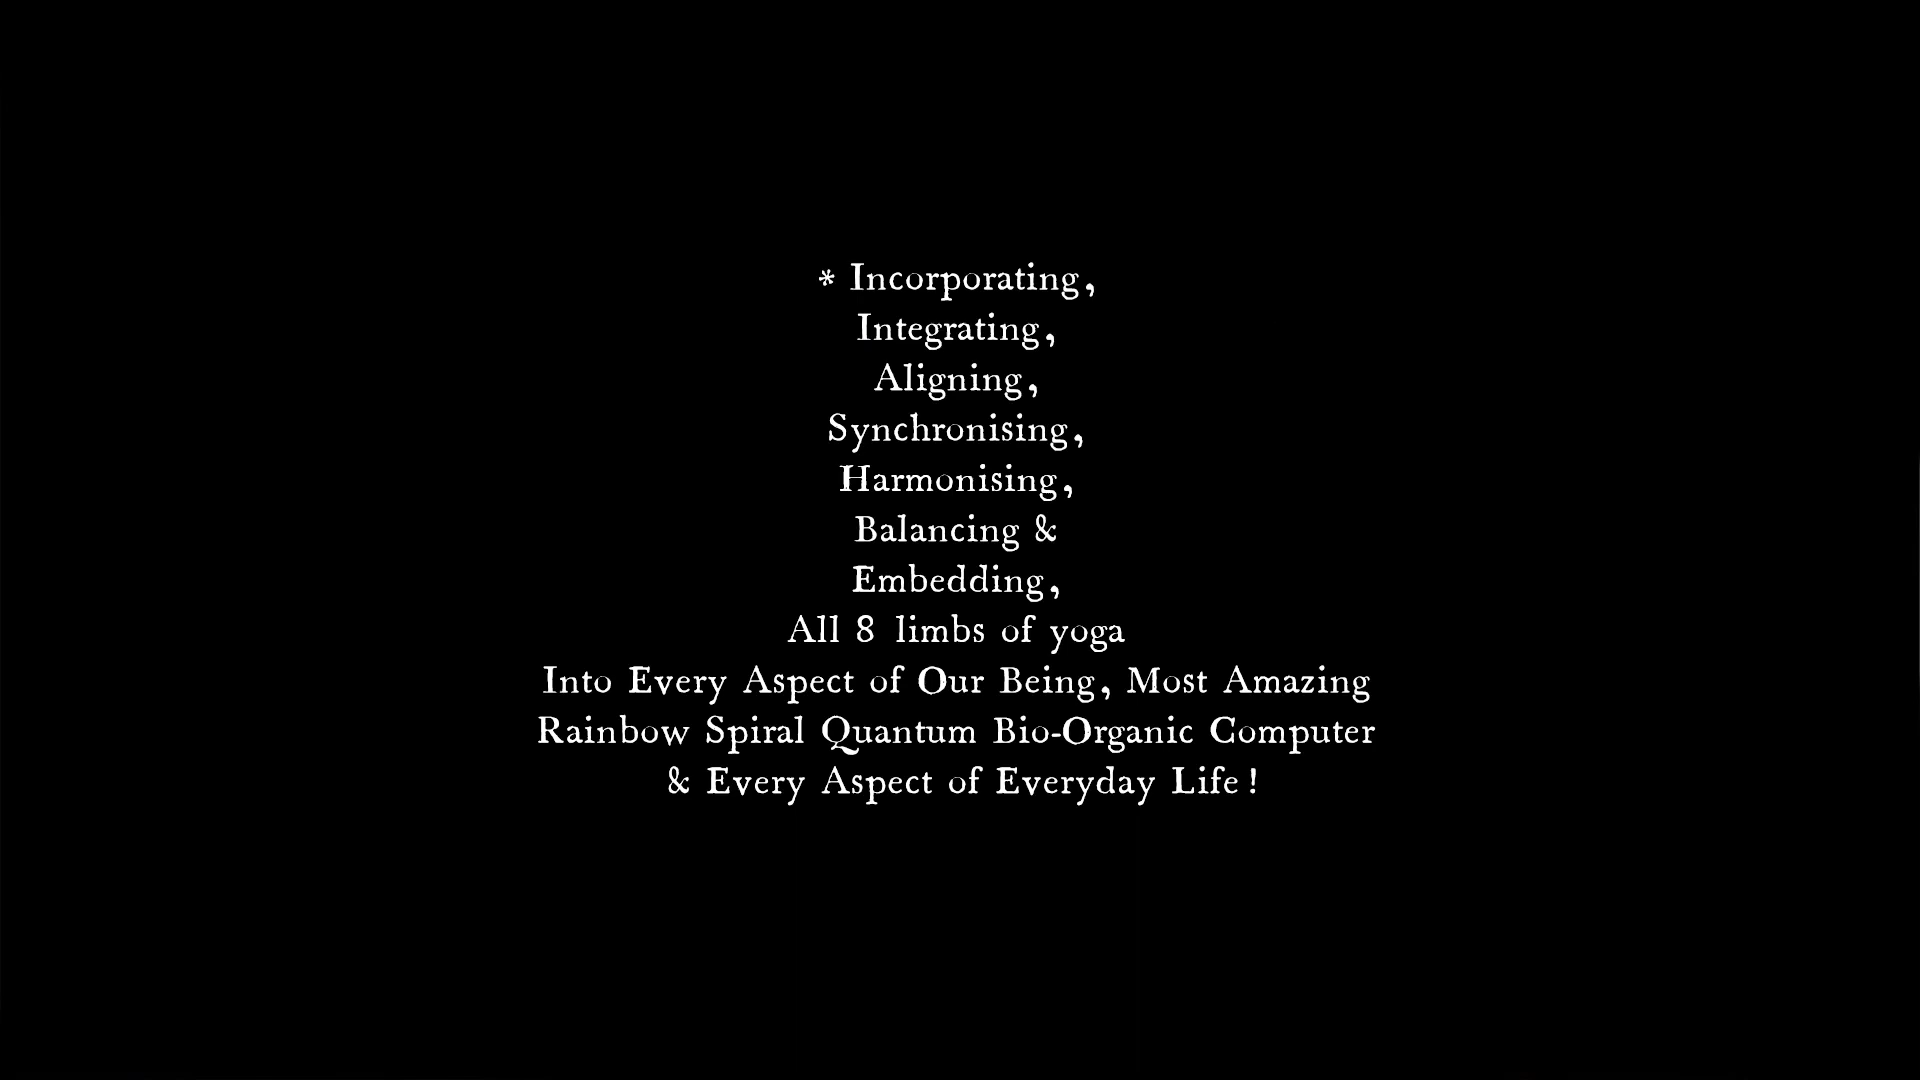 * Incorporating,
Integrating,
Aligning,
Synchronising,
Harmonising,
Balancing &
Embedding,
All 8 limbs of yoga
Into Every Aspect of Our Being, Most Amazing
Rainbow Spiral Quantum Bio-Organic Computer
& Every Aspect of Everyday Life!